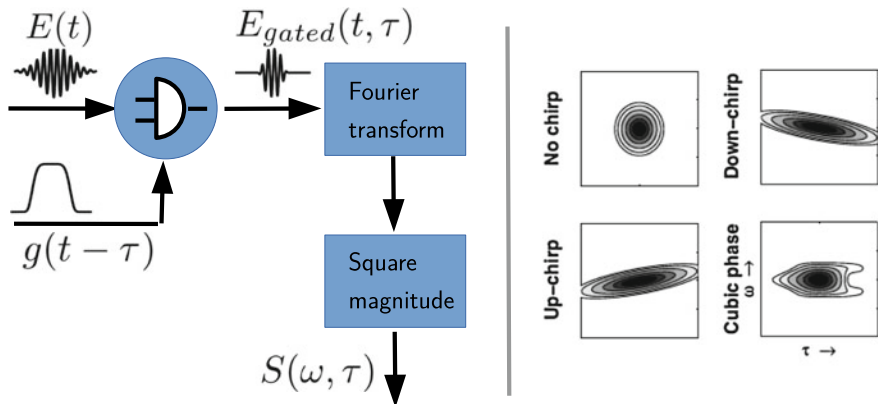 E(t)
E_{gated}(t, τ)
Fourier
transform
g(t − τ)
Square
magnitude
S(ω, τ)
No chirp
Down−chirp
Up−chirp
Cubic phase
ω →
τ →